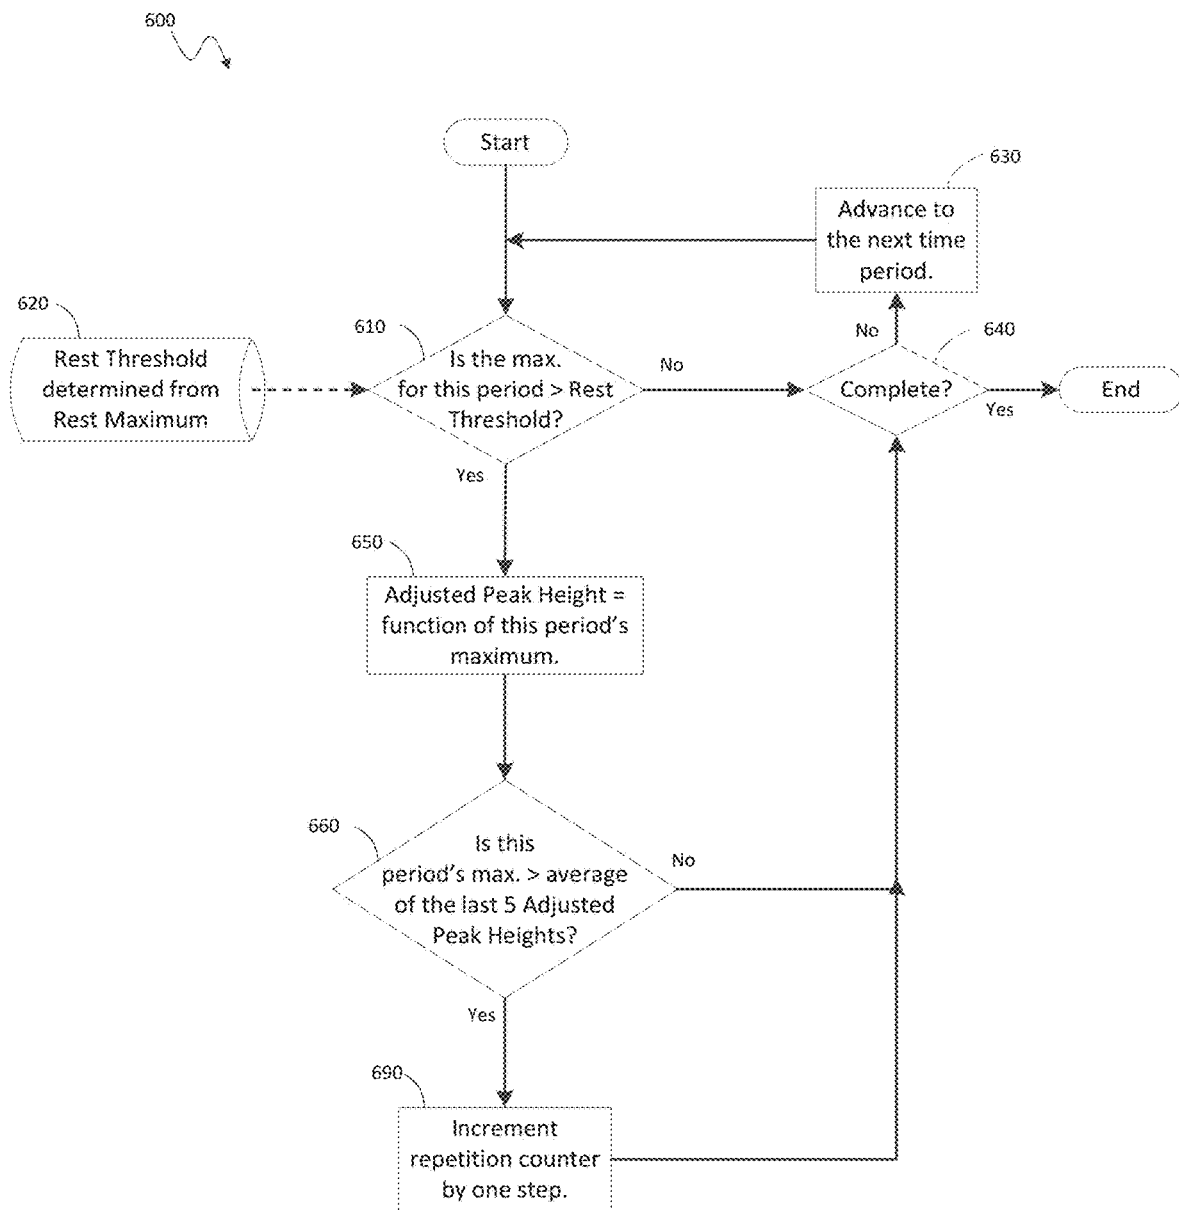 600
Start
630
Advance to
the next time
period.
620
Rest Threshold
determined from
Rest Maximum
610
Is the max.
for this period > Rest
Threshold?
No
No
640
Complete?
Yes
End
Yes
650
Adjusted Peak Height =
function of this period's
maximum.
660
Is this
period's max. > average
of the last 5 Adjusted
Peak Heights?
No
Yes
690
Increment
repetition counter
by one step.